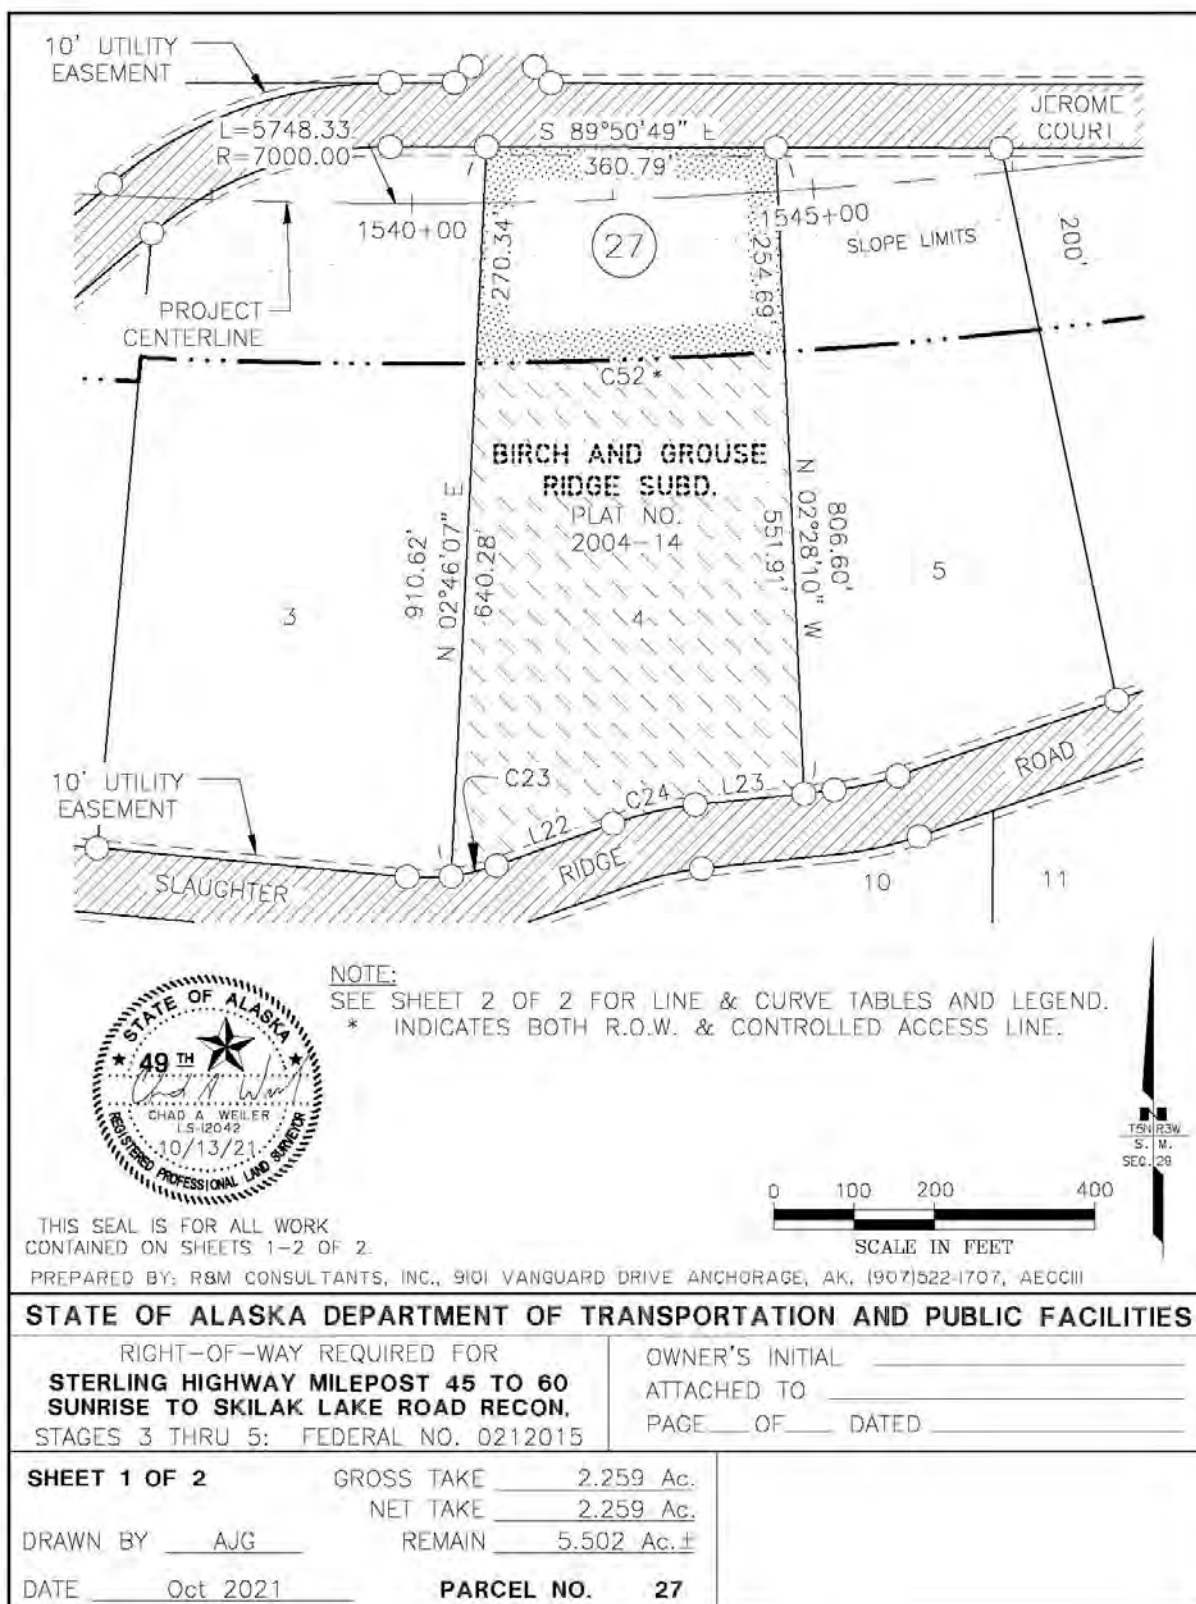 10' UTILITY
EASEMENT
L=5748.33
R=7000.00
S 89°50'49" E
360.79'
JEROME
COURT
1540+00
1545+00
270.34'
27
254.69'
SLOPE LIMITS
200'
PROJECT
CENTERLINE
C52 *
BIRCH AND GROUSE
RIDGE SUBD.
PLAT NO.
2004-14
910.62'
N 02°46'07" E
640.28'
551.91'
N 02°28'10" W
806.60'
3
4
5
10' UTILITY
EASEMENT
C23
L22
C24
L23
SLAUGHTER
RIDGE
ROAD
10
11
NOTE:
SEE SHEET 2 OF 2 FOR LINE & CURVE TABLES AND LEGEND.
* INDICATES BOTH R.O.W. & CONTROLLED ACCESS LINE.
STATE OF ALASKA
49 TH
CHAD A. WEILER
LS-12042
10/13/21
REGISTERED PROFESSIONAL LAND SURVEYOR
N
T5N R3W
S. M.
SEC. 29
THIS SEAL IS FOR ALL WORK
CONTAINED ON SHEETS 1-2 OF 2.
0 100 200 400
SCALE IN FEET
PREPARED BY: R&M CONSULTANTS, INC., 9101 VANGUARD DRIVE ANCHORAGE, AK, (907)522-1707, AECC111
STATE OF ALASKA DEPARTMENT OF TRANSPORTATION AND PUBLIC FACILITIES
RIGHT-OF-WAY REQUIRED FOR
STERLING HIGHWAY MILEPOST 45 TO 60
SUNRISE TO SKILAK LAKE ROAD RECON.
STAGES 3 THRU 5: FEDERAL NO. 0212015
OWNER'S INITIAL
ATTACHED TO
PAGE OF DATED
SHEET 1 OF 2
GROSS TAKE 2.259 Ac.
NET TAKE 2.259 Ac.
DRAWN BY AJG
REMAIN 5.502 Ac.±
DATE Oct 2021
PARCEL NO. 27